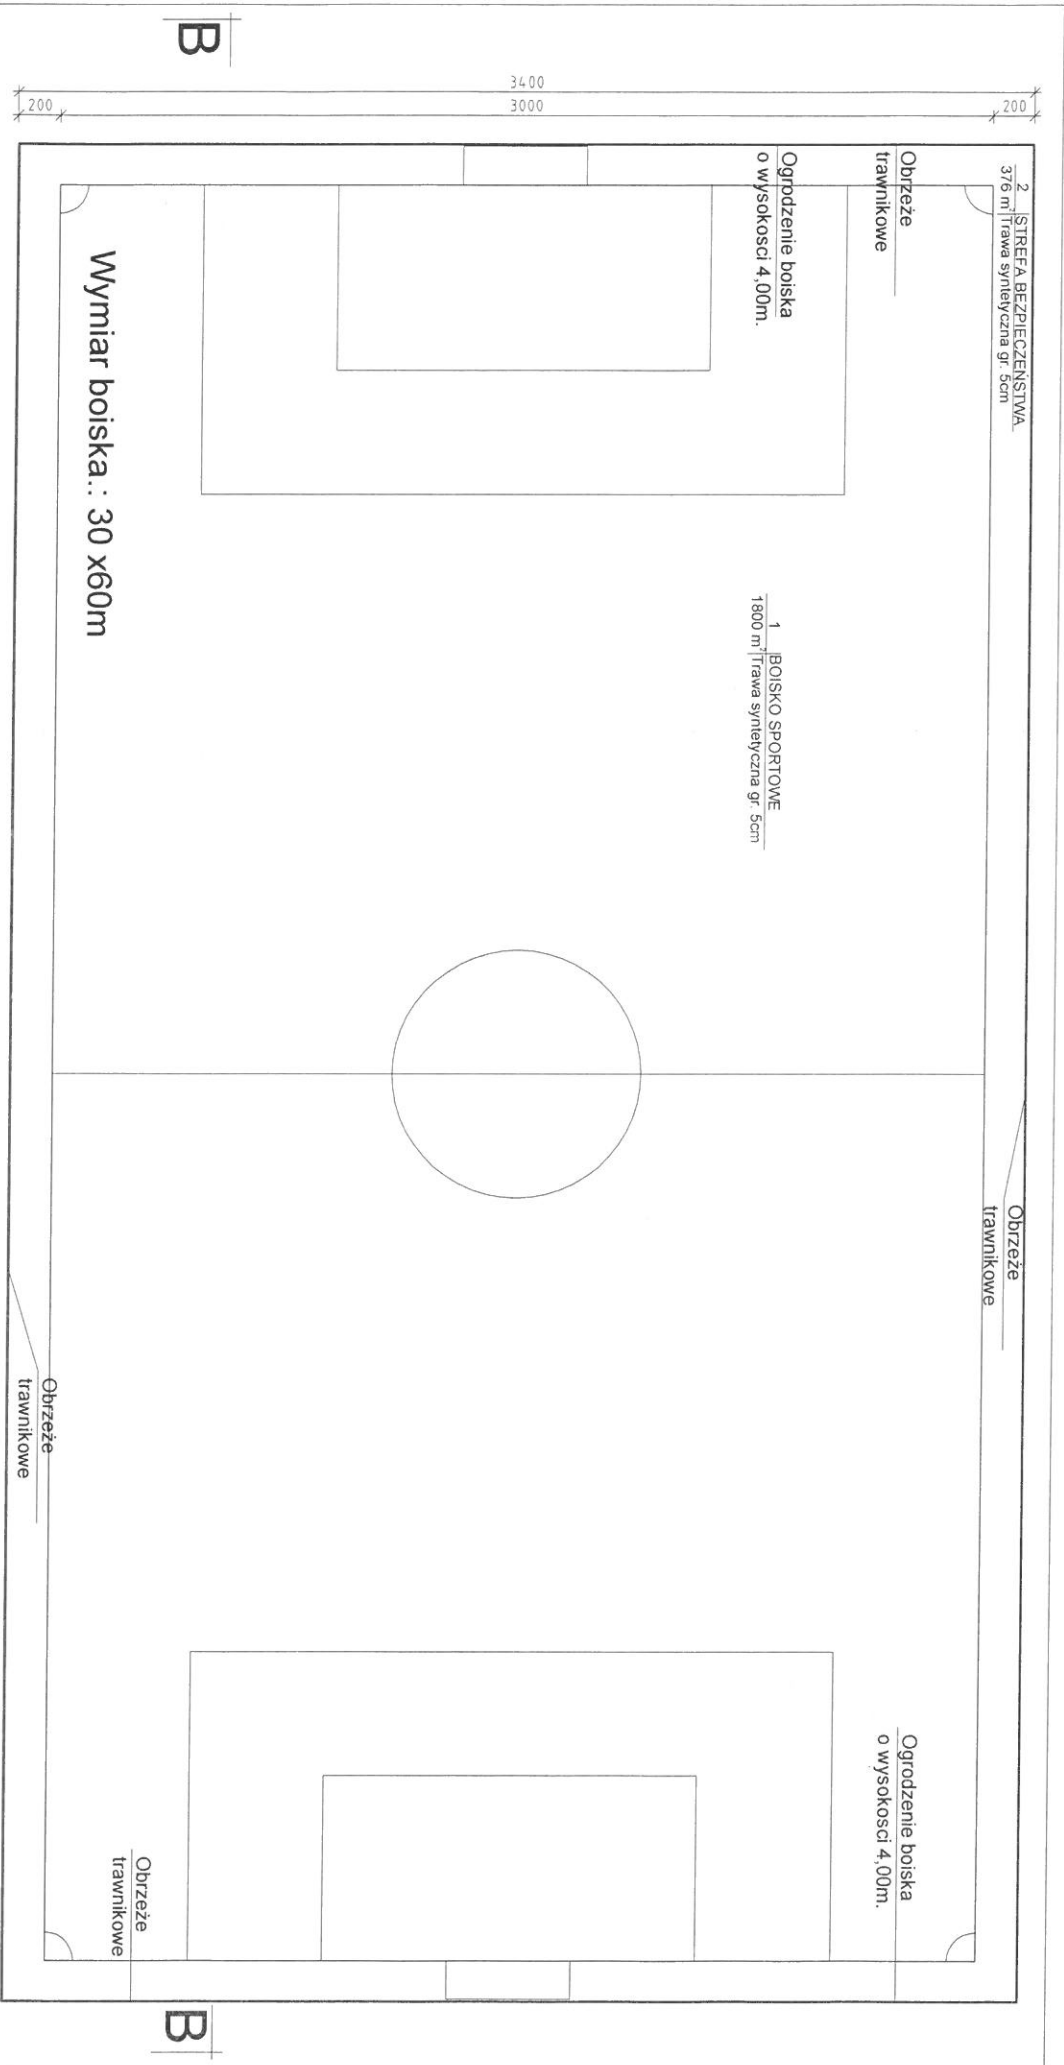 B
3400
200
3000
200
2 STREFA BEZPIECZEŃSTWA
376 m² Trawa syntetyczna gr. 5cm
Obrzeże
trawnikowe
Ogrodzenie boiska
o wysokosci 4,00m.
Wymiar boiska.: 30 x60m
1 BOISKO SPORTOWE
1800 m² Trawa syntetyczna gr. 5cm
Obrzeże
trawnikowe
Obrzeże
trawnikowe
Ogrodzenie boiska
o wysokosci 4,00m.
Obrzeże
trawnikowe
B